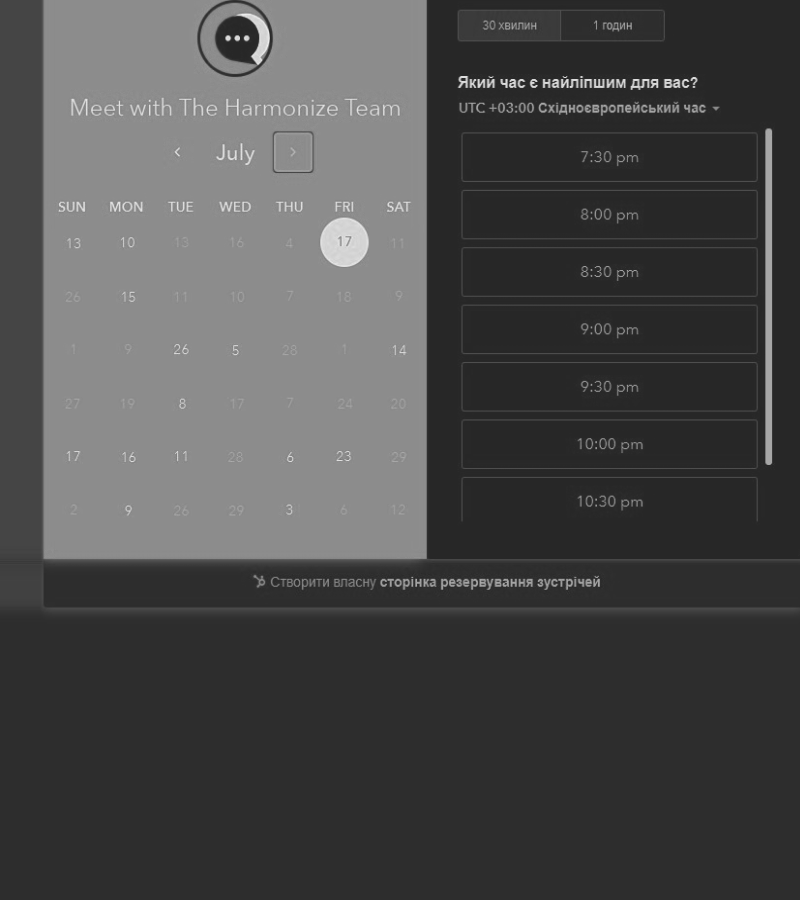 Meet with The Harmonize Team
July
SUN MON TUE WED THU FRI SAT
13 10 13 16 4 17 11
26 15 11 10 7 18 9
1 9 26 5 28 1 14
27 19 8 17 7 24 20
17 16 11 28 6 23 29
2 9 26 29 3 6 12
30 хвилин 1 годин
Який час є найліпшим для вас?
UTC +03:00 Східноєвропейський час
7:30 pm
8:00 pm
8:30 pm
9:00 pm
9:30 pm
10:00 pm
10:30 pm
Створити власну сторінка резервування зустрічей